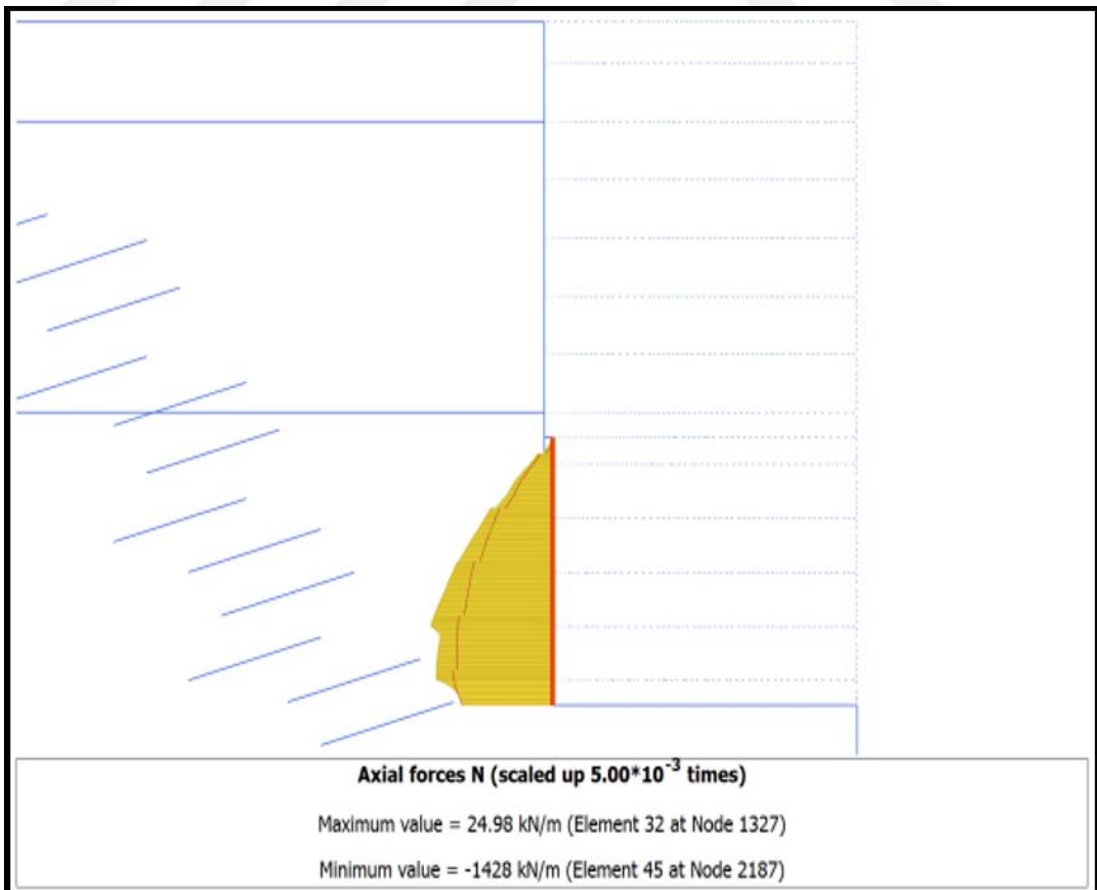 Axial forces N (scaled up 5.00*10⁻³ times)
Maximum value = 24.98 kN/m (Element 32 at Node 1327)
Minimum value = -1428 kN/m (Element 45 at Node 2187)